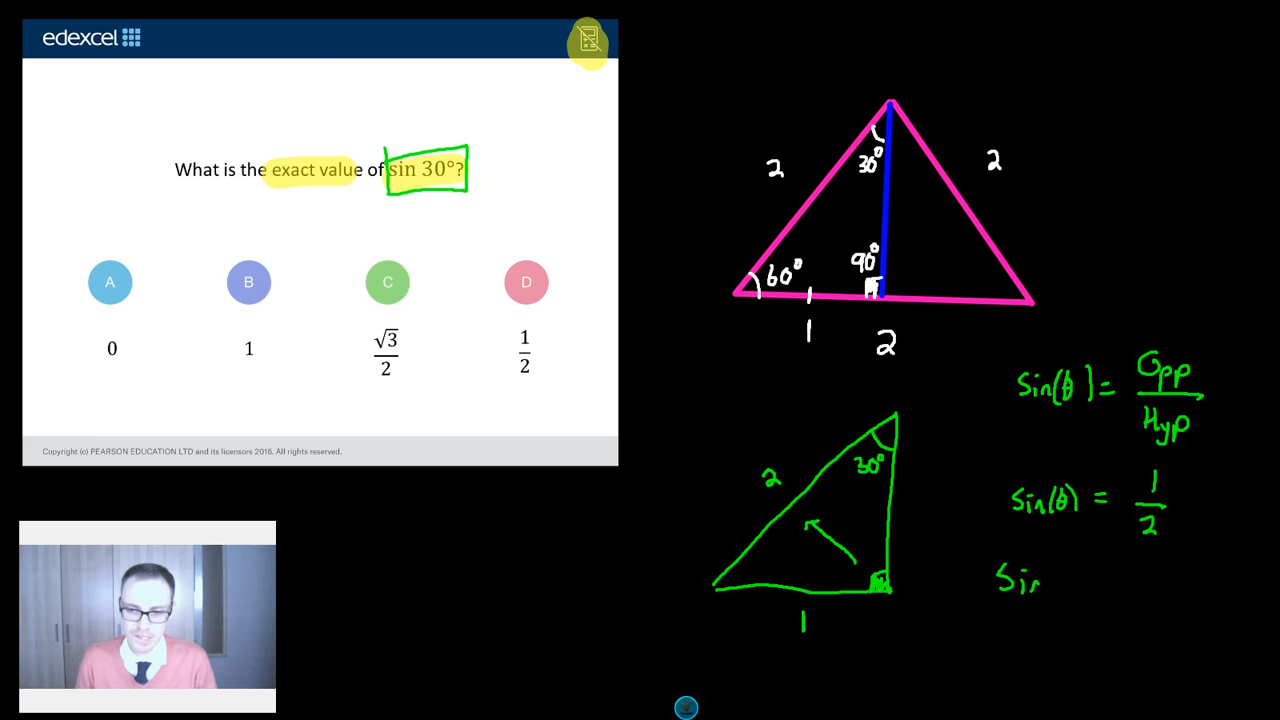 edexcel
What is the exact value of sin 30°?
A B C D
0 1 √3/2 1/2
Copyright (c) PEARSON EDUCATION LTD and its licensors 2016. All rights reserved.
2 30° 2
60° 90°
1 2
Sin(θ) = Opp/Hyp
2 30°
Sin(θ) = 1/2
Sin
1